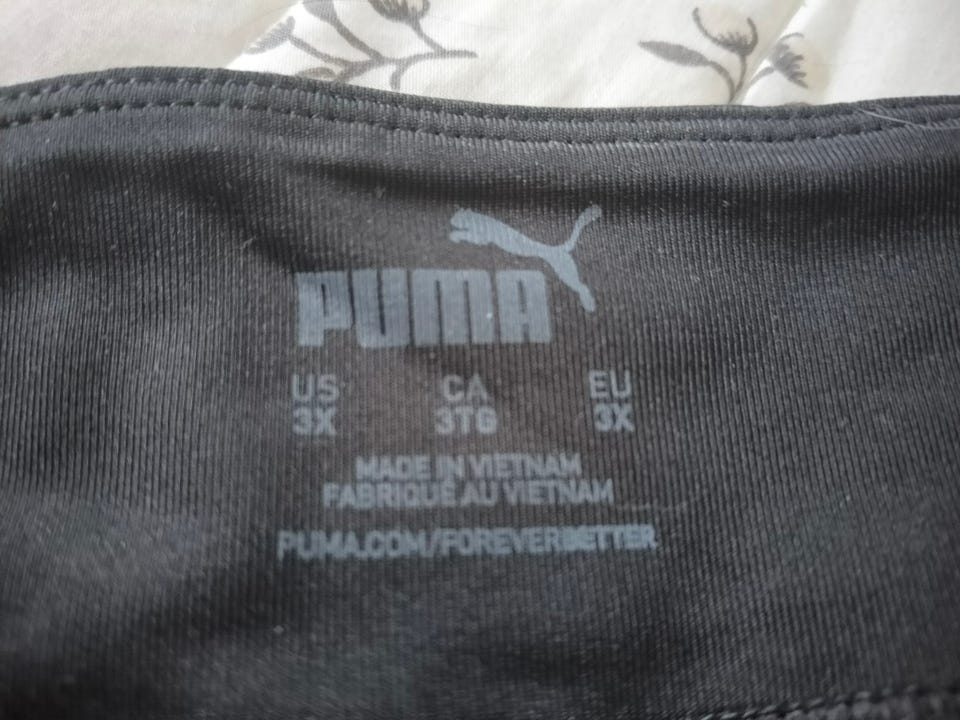 PUMA
US CA EU
3X 3TG 3X
MADE IN VIETNAM
FABRIQUÉ AU VIETNAM
PUMA.COM/FOREVERBETTER